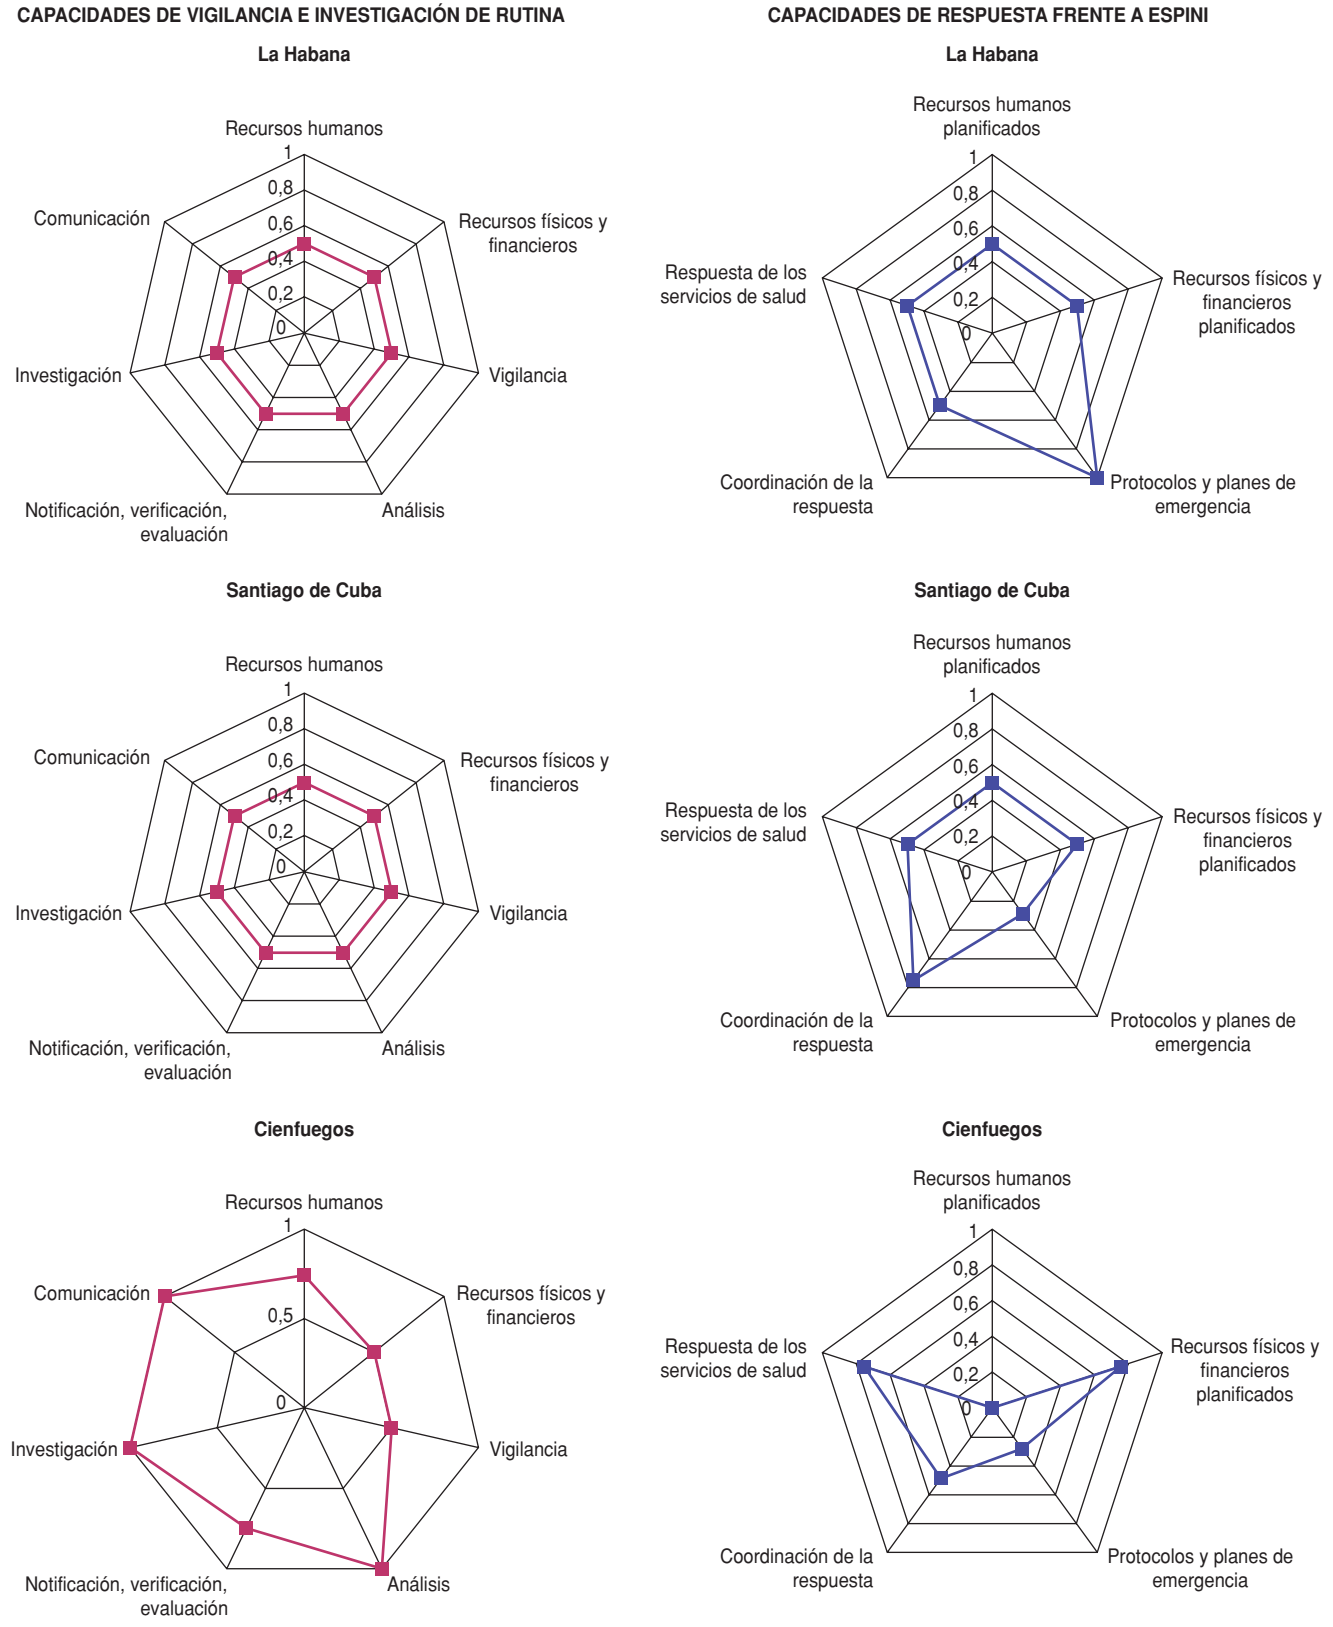 CAPACIDADES DE VIGILANCIA E INVESTIGACIÓN DE RUTINA
La Habana
Recursos humanos
1
0,8
0,6
0,4
0,2
0
Comunicación
Recursos físicos y
financieros
Investigación
Vigilancia
Notificación, verificación,
evaluación
Análisis
CAPACIDADES DE RESPUESTA FRENTE A ESPINI
La Habana
Recursos humanos
planificados
1
0,8
0,6
0,4
0,2
0
Respuesta de los
servicios de salud
Recursos físicos y
financieros
planificados
Coordinación de la
respuesta
Protocolos y planes de
emergencia
Santiago de Cuba
Recursos humanos
1
0,8
0,6
0,4
0,2
0
Comunicación
Recursos físicos y
financieros
Investigación
Vigilancia
Notificación, verificación,
evaluación
Análisis
Santiago de Cuba
Recursos humanos
planificados
1
0,8
0,6
0,4
0,2
0
Respuesta de los
servicios de salud
Recursos físicos y
financieros
planificados
Coordinación de la
respuesta
Protocolos y planes de
emergencia
Cienfuegos
Recursos humanos
1
0,5
0
Comunicación
Recursos físicos y
financieros
Investigación
Vigilancia
Notificación, verificación,
evaluación
Análisis
Cienfuegos
Recursos humanos
planificados
1
0,8
0,6
0,4
0,2
0
Respuesta de los
servicios de salud
Recursos físicos y
financieros
planificados
Coordinación de la
respuesta
Protocolos y planes de
emergencia